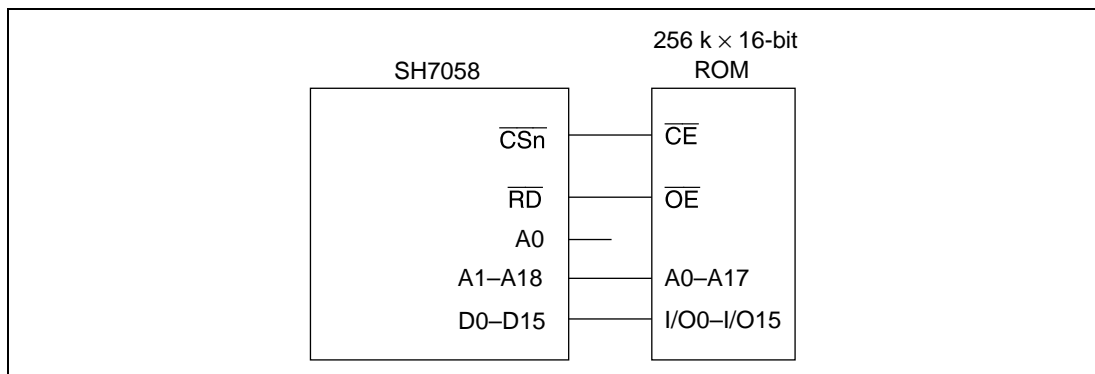 256 k × 16-bit
SH7058 ROM
CSn CE
RD OE
A0
A1–A18 A0–A17
D0–D15 I/O0–I/O15